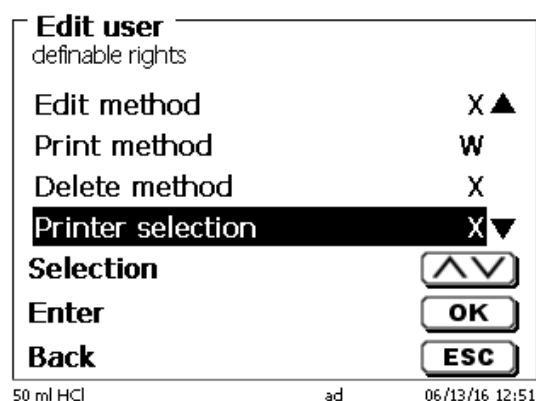 Edit user
definable rights
Edit method X ▲
Print method W
Delete method X
Printer selection X ▼
Selection
Enter OK
Back ESC
50 ml HCl ad 06/13/16 12:51